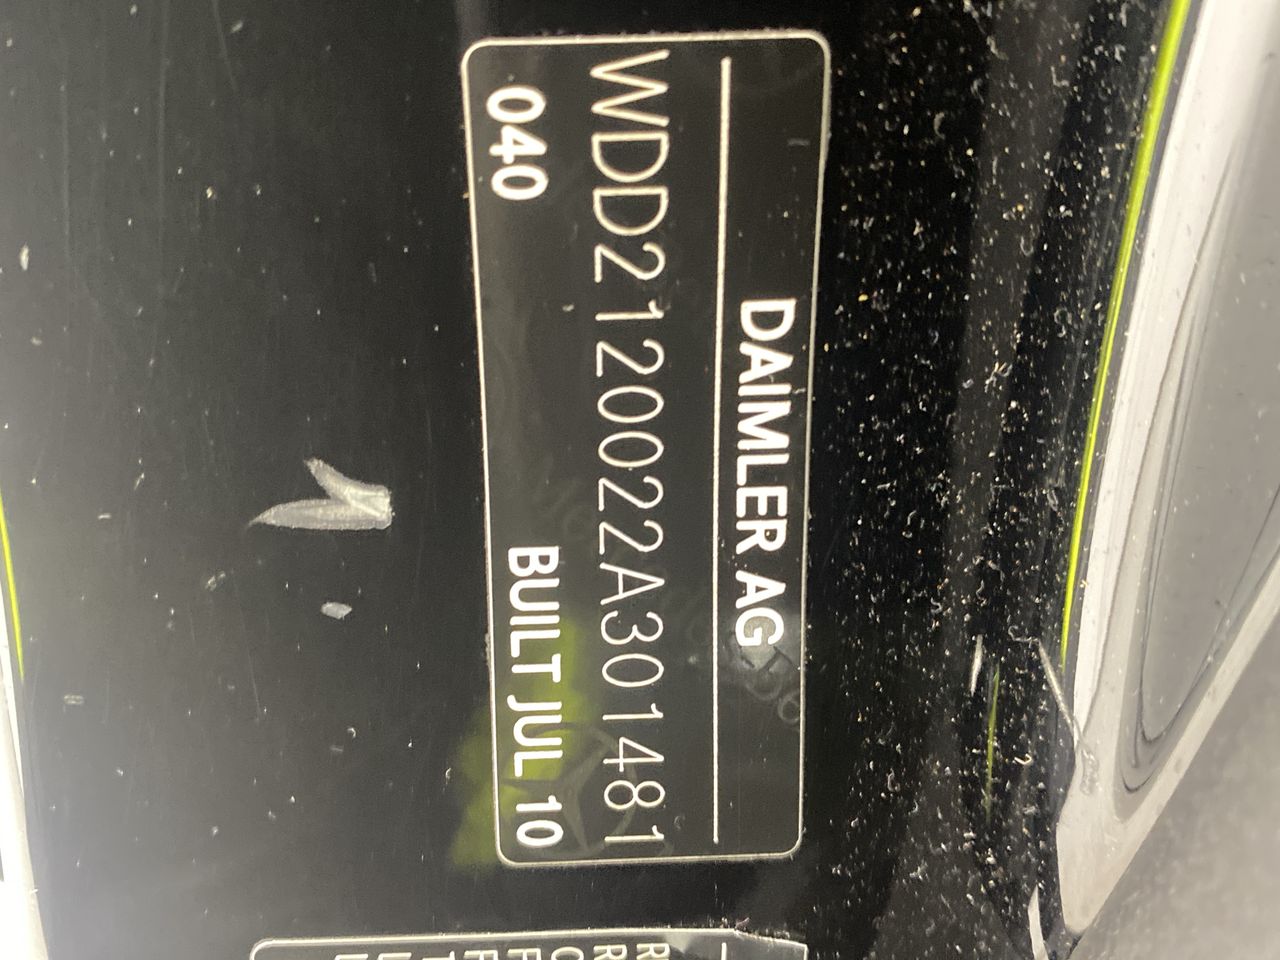 DAIMLER AG
WDD2120022A301481
040 BUILT JUL 10